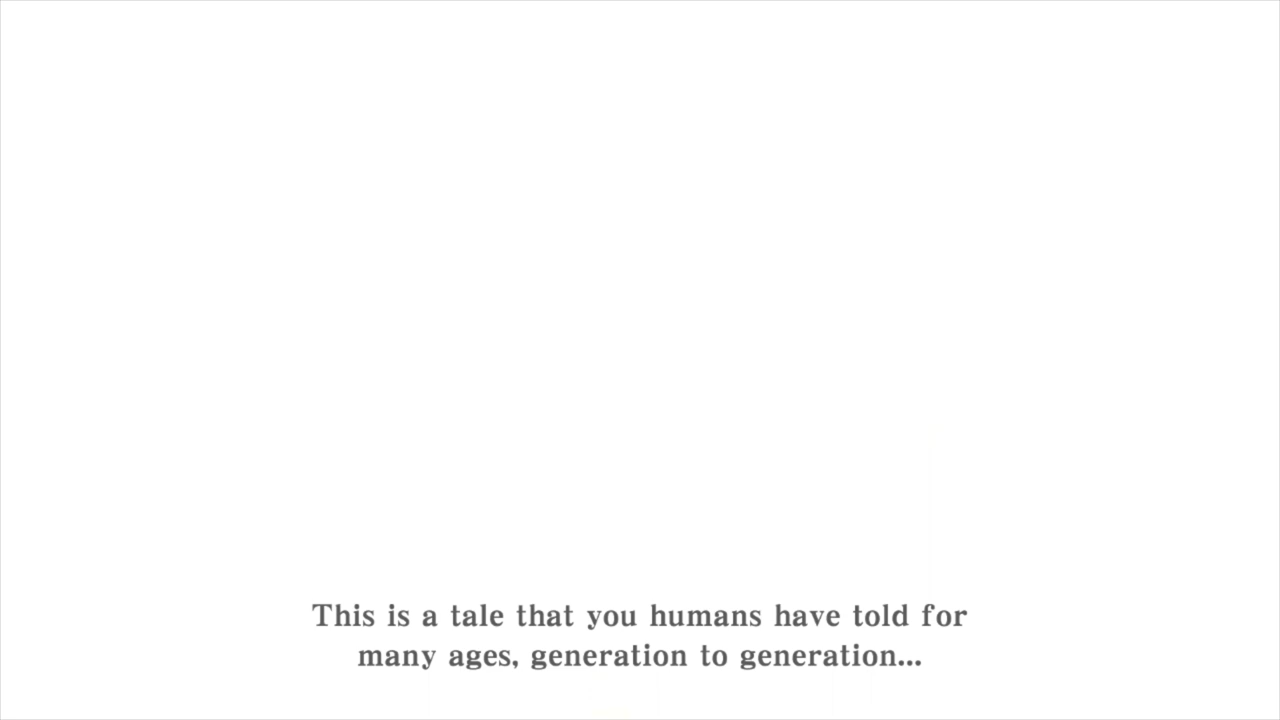 This is a tale that you humans have told for
many ages, generation to generation...